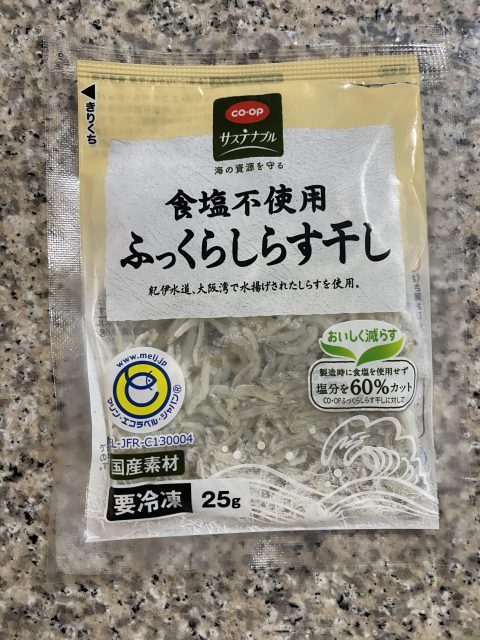 きりくち
CO・OP
サステナブル
海の資源を守る
食塩不使用
ふっくらしらす干し
紀伊水道、大阪湾で水揚げされたしらすを使用。
おいしく減らす
製造時に食塩を使用せず
塩分を60%カット
CO・OPふっくらしらす干しに対して
www.melj.jp
マリン・エコラベル・ジャパン®
L-JFR-C130004
国産素材
要冷凍 25g